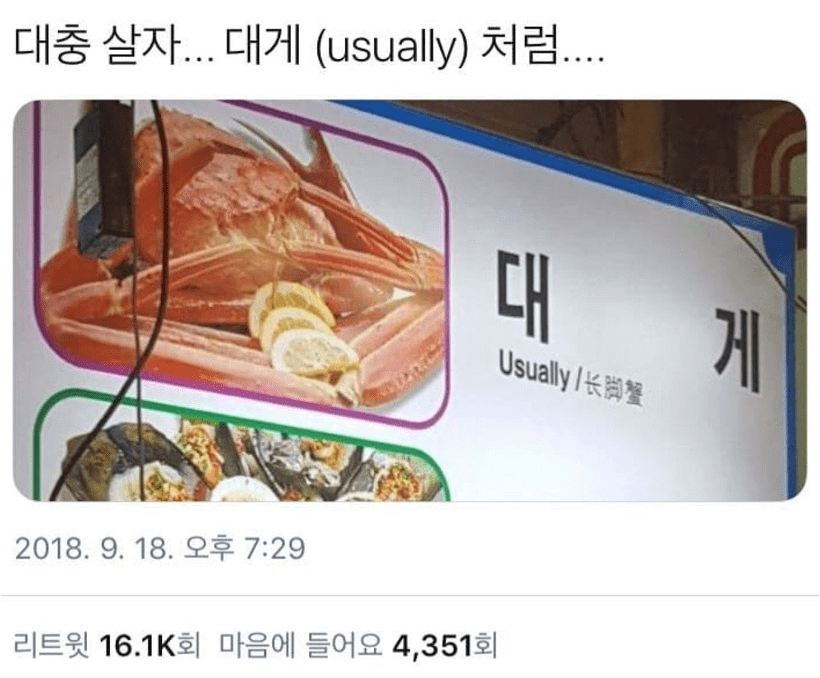 대충 살자... 대게 (usually) 처럼....
대 게
Usually / 长脚蟹
2018. 9. 18. 오후 7:29
리트윗 16.1K회 마음에 들어요 4,351회